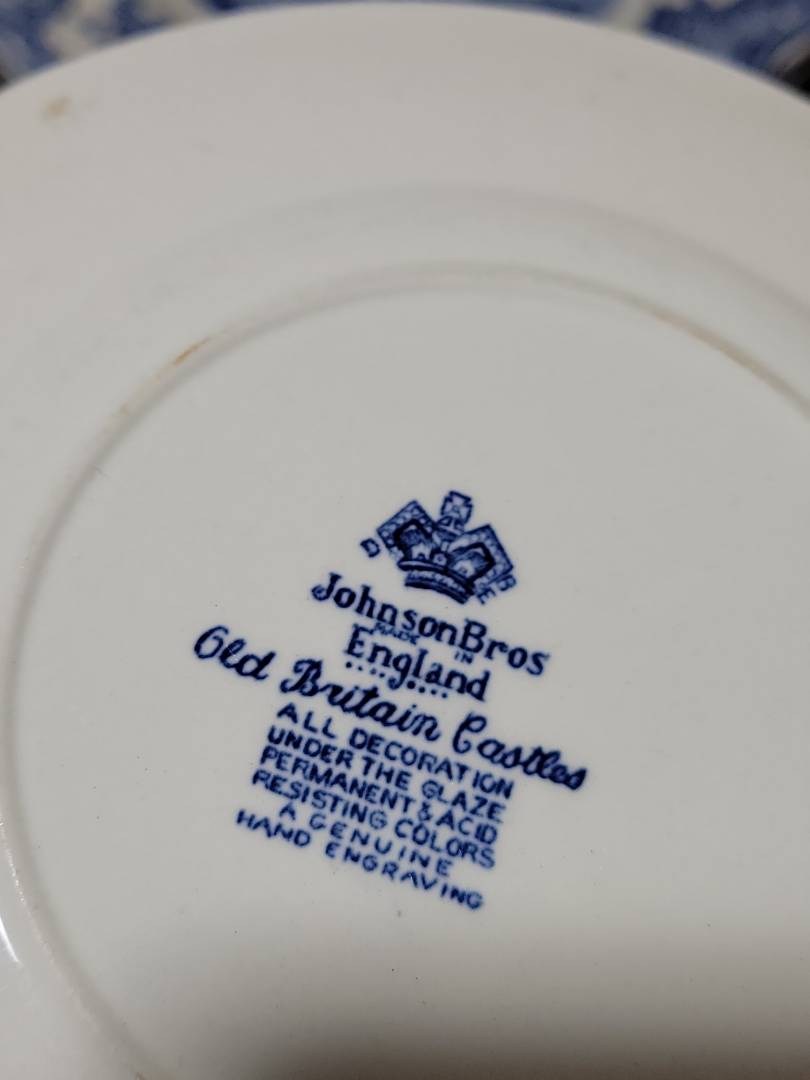 D B E
Johnson Bros
MADE IN
England
Old Britain Castles
ALL DECORATION
UNDER THE GLAZE
PERMANENT & ACID
RESISTING COLORS
A GENUINE
HAND ENGRAVING